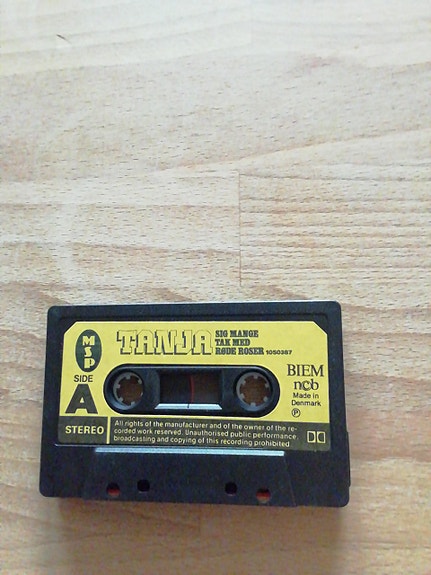 MSP
TANJA
SIG MANGE
TAK MED
RØDE ROSER 1050387
SIDE
A
STEREO
BIEM
ncb
Made in
Denmark
Ⓟ
All rights of the manufacturer and of the owner of the re-
corded work reserved. Unauthorised public performance
broadcasting and copying of this recording prohibited